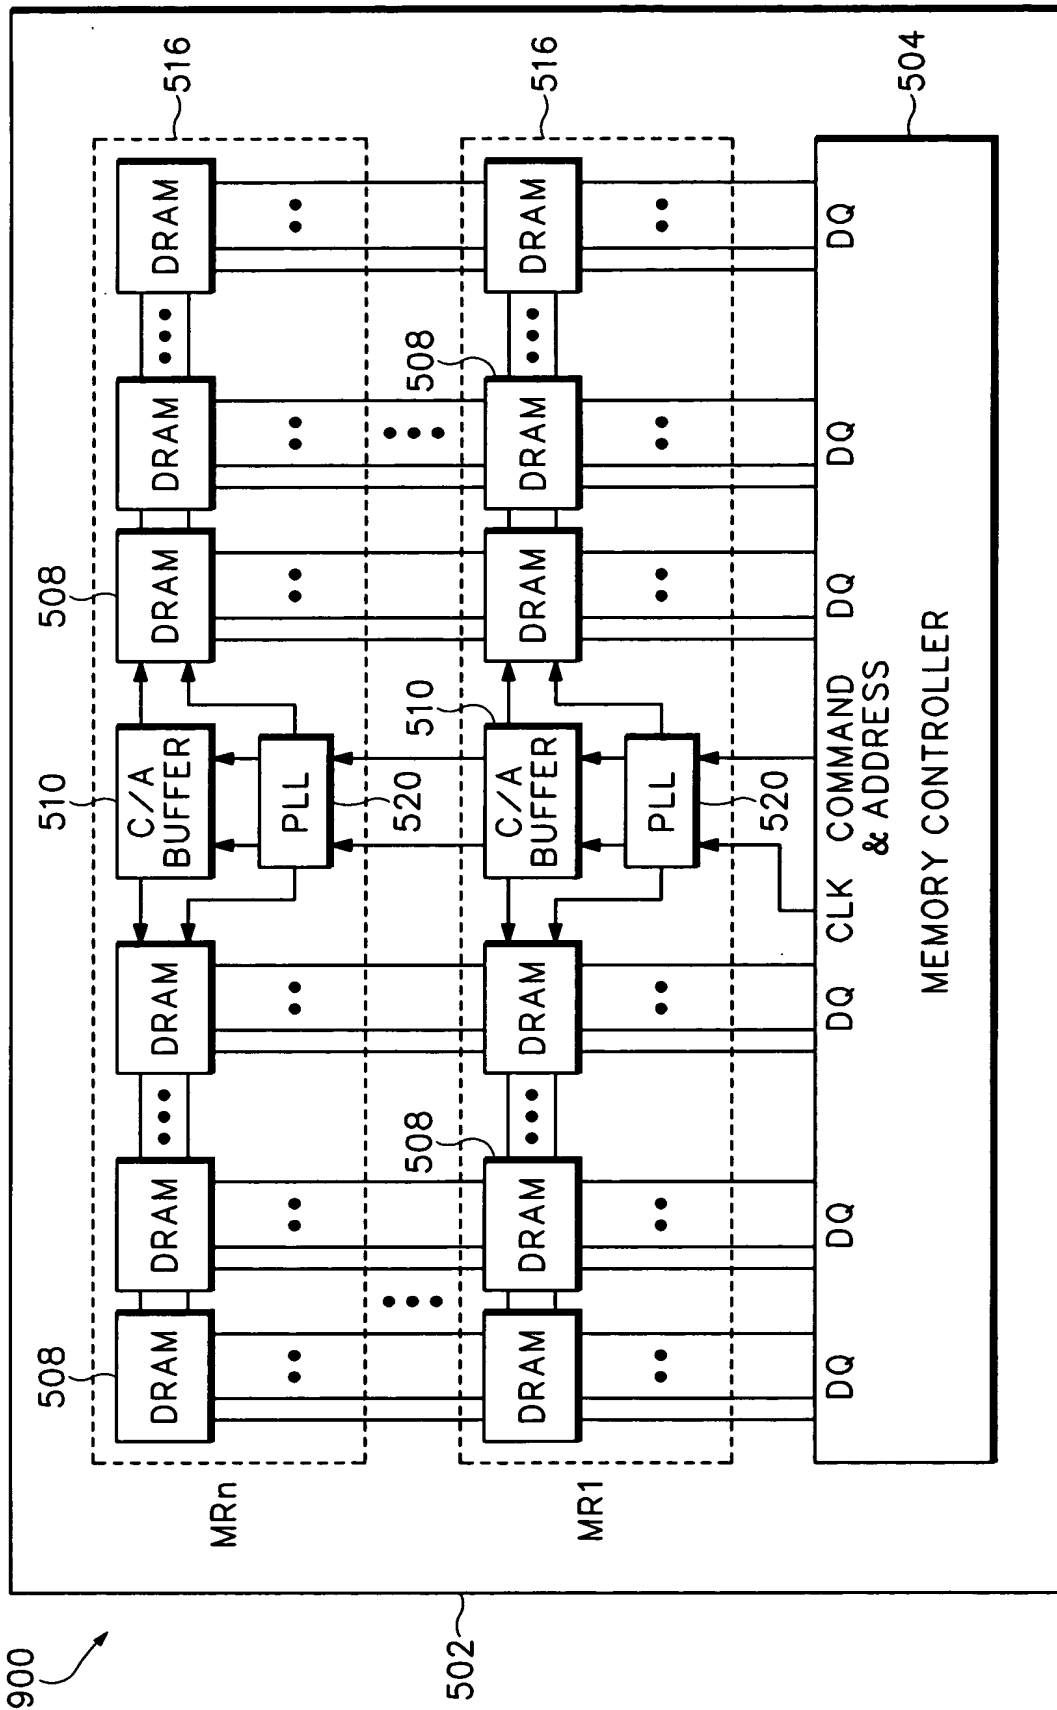 900
508
510
508
DRAM
DRAM
DRAM
C/A
BUFFER
DRAM
DRAM
DRAM
516
MRn
PLL
520
508
510
508
502
DRAM
DRAM
DRAM
C/A
BUFFER
DRAM
DRAM
DRAM
516
MR1
PLL
520
DQ
DQ
DQ
CLK
COMMAND
& ADDRESS
DQ
DQ
DQ
504
MEMORY CONTROLLER